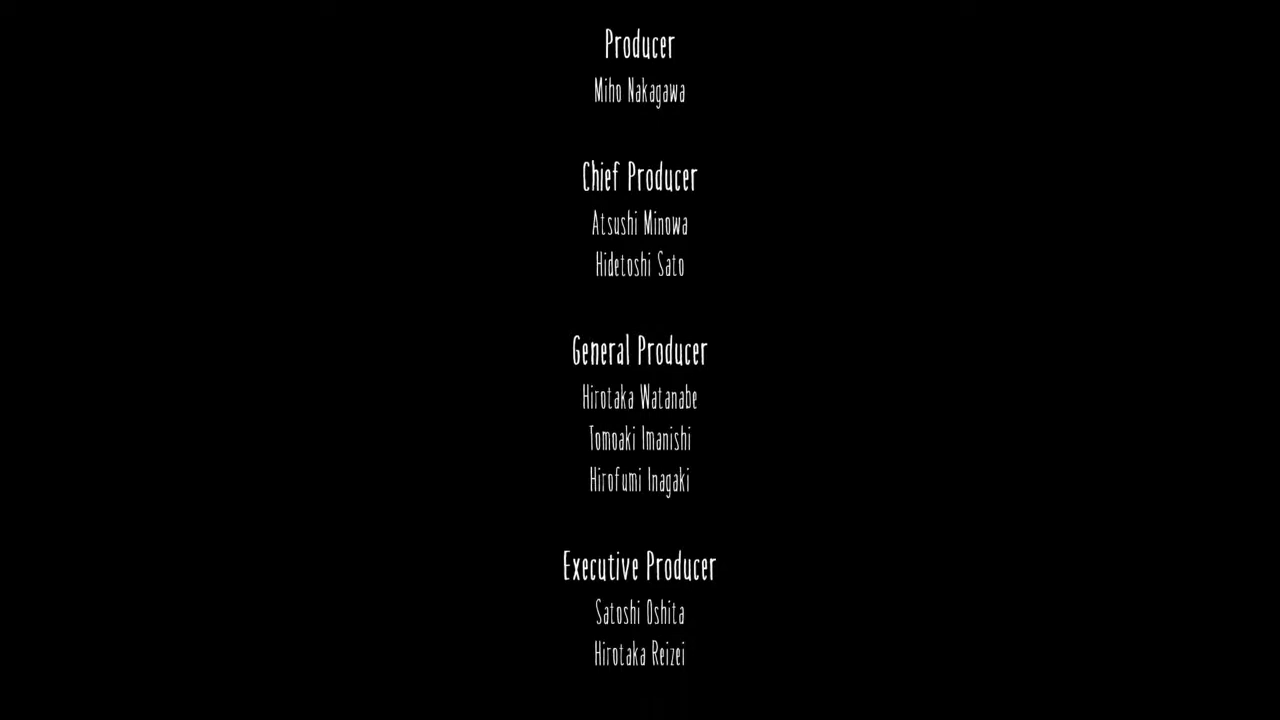 Producer
Miho Nakagawa
Chief Producer
Atsushi Minowa
Hidetoshi Sato
General Producer
Hirotaka Watanabe
Tomoaki Imanishi
Hirofumi Inagaki
Executive Producer
Satoshi Oshita
Hirotaka Reizei